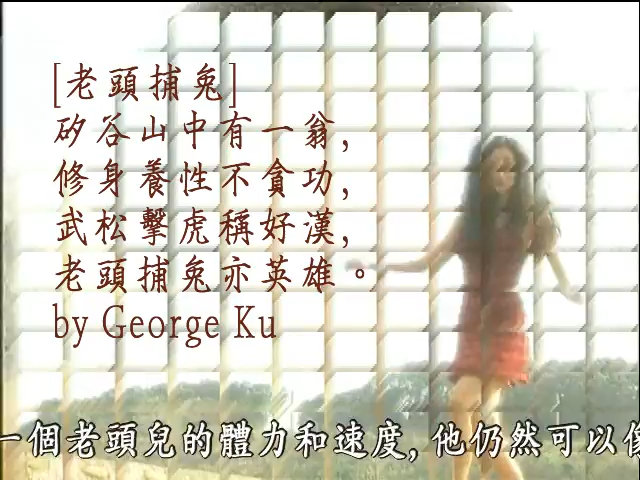 [老頭捕兔]
矽谷山中有一翁,
修身養性不貪功,
武松擊虎稱好漢,
老頭捕兔亦英雄。
by George Ku
一個老頭兒的體力和速度,他仍然可以像